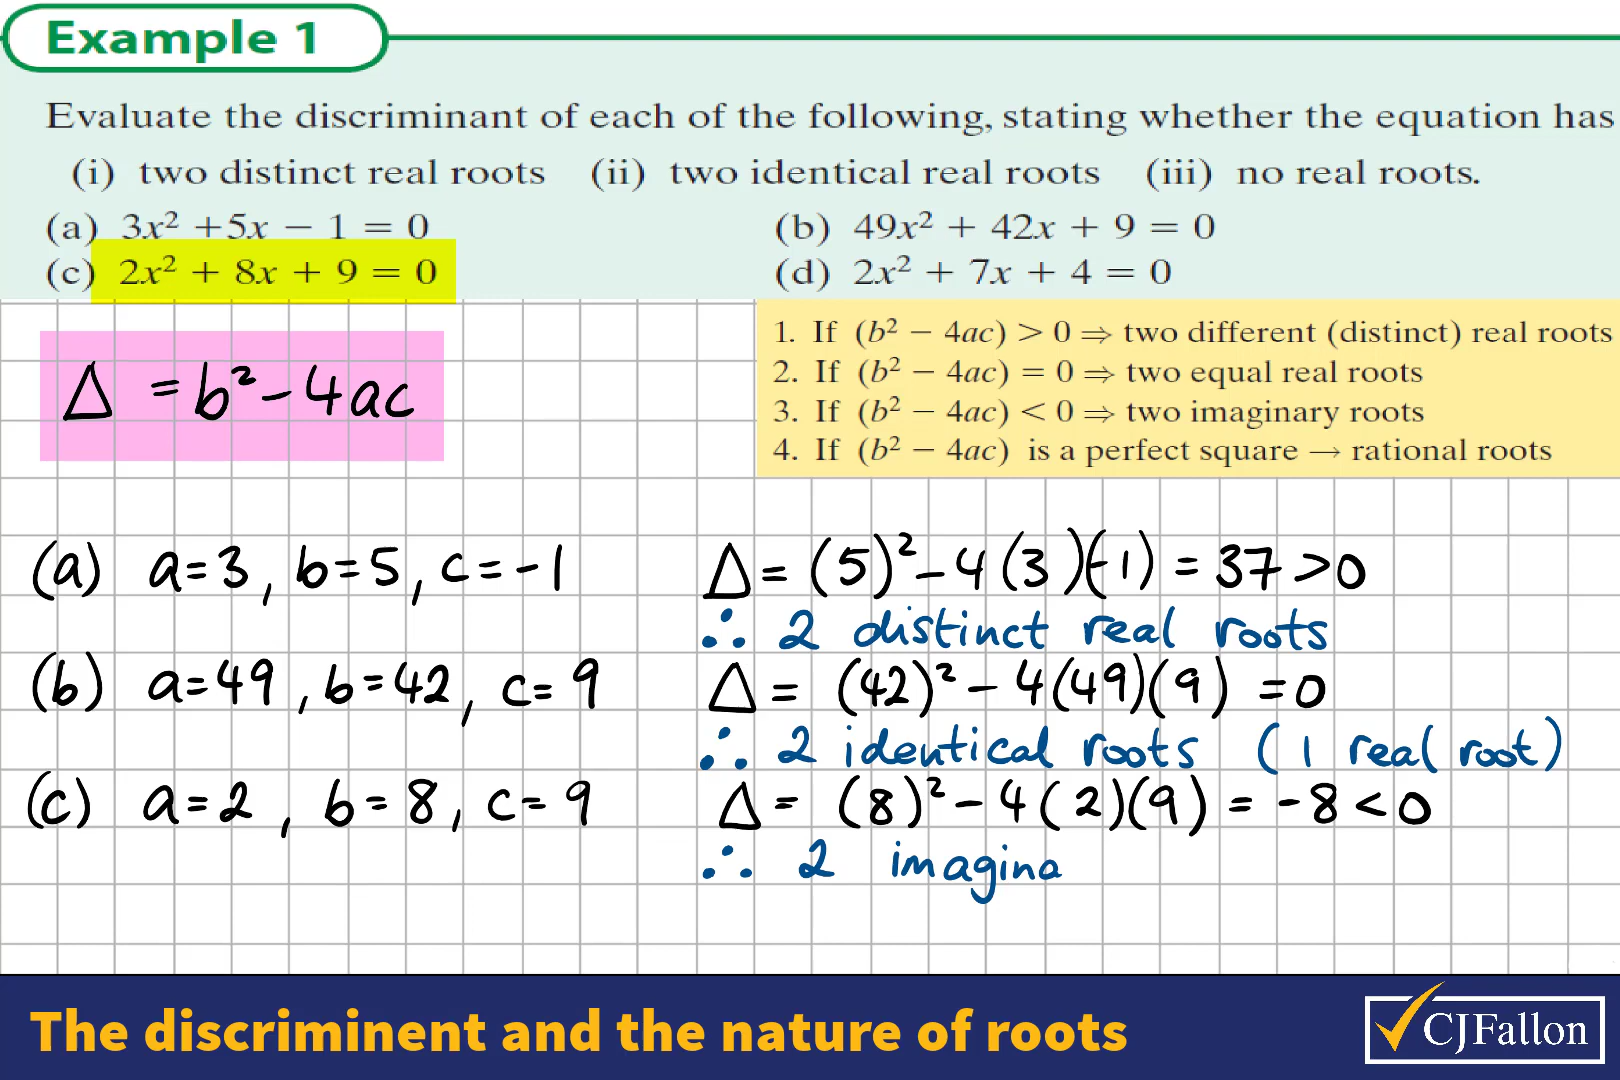 Example 1
Evaluate the discriminant of each of the following, stating whether the equation has
(i) two distinct real roots (ii) two identical real roots (iii) no real roots.
(a) 3x² +5x − 1 = 0 (b) 49x² + 42x + 9 = 0
(c) 2x² + 8x + 9 = 0 (d) 2x² + 7x + 4 = 0
Δ = b² − 4ac
1. If (b² − 4ac) > 0 ⇒ two different (distinct) real roots
2. If (b² − 4ac) = 0 ⇒ two equal real roots
3. If (b² − 4ac) < 0 ⇒ two imaginary roots
4. If (b² − 4ac) is a perfect square → rational roots
(a) a=3, b=5, c=-1 Δ= (5)²-4(3)(-1) = 37>0
∴ 2 distinct real roots
(b) a=49, b=42, c=9 Δ= (42)²-4(49)(9) =0
∴ 2 identical roots (1 real root)
(c) a=2, b=8, c=9 Δ= (8)²-4(2)(9) = -8<0
∴ 2 imagina
The discriminent and the nature of roots
CJFallon